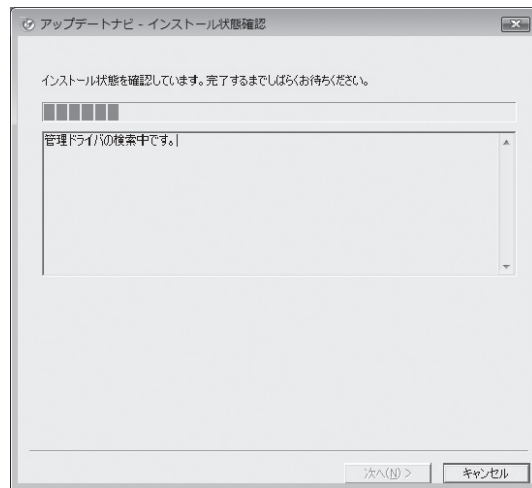 アップデートナビ - インストール状態確認
インストール状態を確認しています。完了するまでしばらくお待ちください。
管理ドライバの検索中です。
次へ(N) >
キャンセル